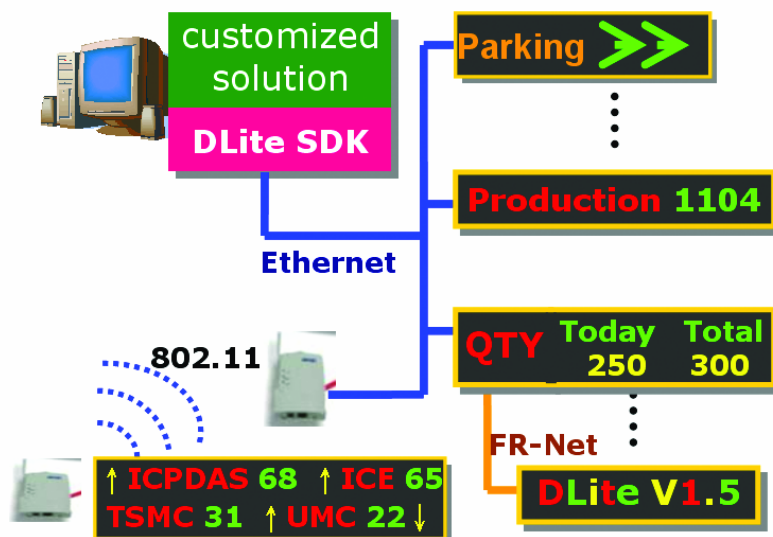 customized
solution
DLite SDK
Parking
Production 1104
Ethernet
QTY Today Total
250 300
802.11
FR-Net
DLite V1.5
↑ ICPDAS 68 ↑ ICE 65
TSMC 31 ↑ UMC 22 ↓